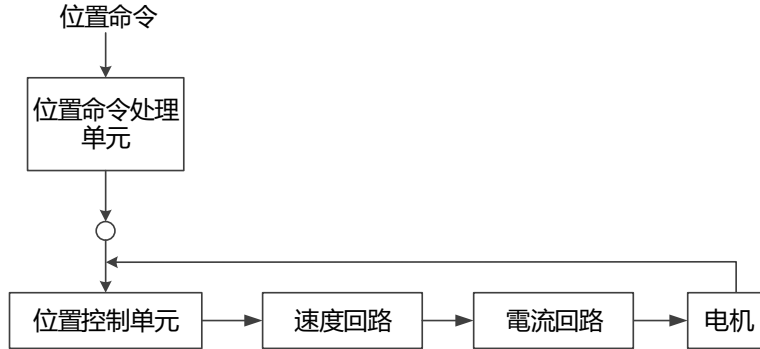 位置命令
位置命令处理
单元
位置控制单元
速度回路
電流回路
电机